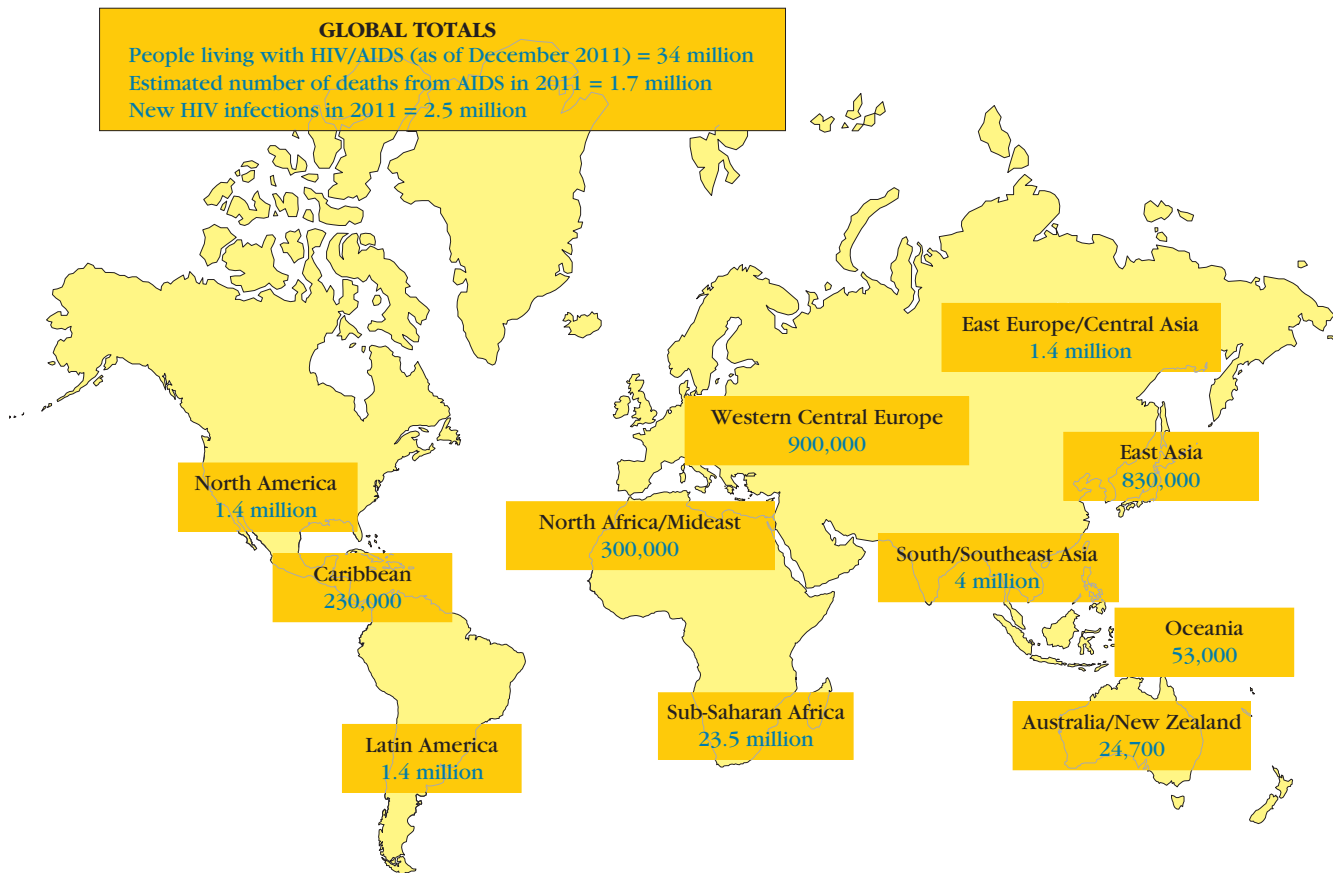 GLOBAL TOTALS
People living with HIV/AIDS (as of December 2011) = 34 million
Estimated number of deaths from AIDS in 2011 = 1.7 million
New HIV infections in 2011 = 2.5 million
East Europe/Central Asia
1.4 million
Western Central Europe
900,000
East Asia
830,000
North America
1.4 million
North Africa/Mideast
300,000
South/Southeast Asia
4 million
Caribbean
230,000
Oceania
53,000
Sub-Saharan Africa
23.5 million
Australia/New Zealand
24,700
Latin America
1.4 million